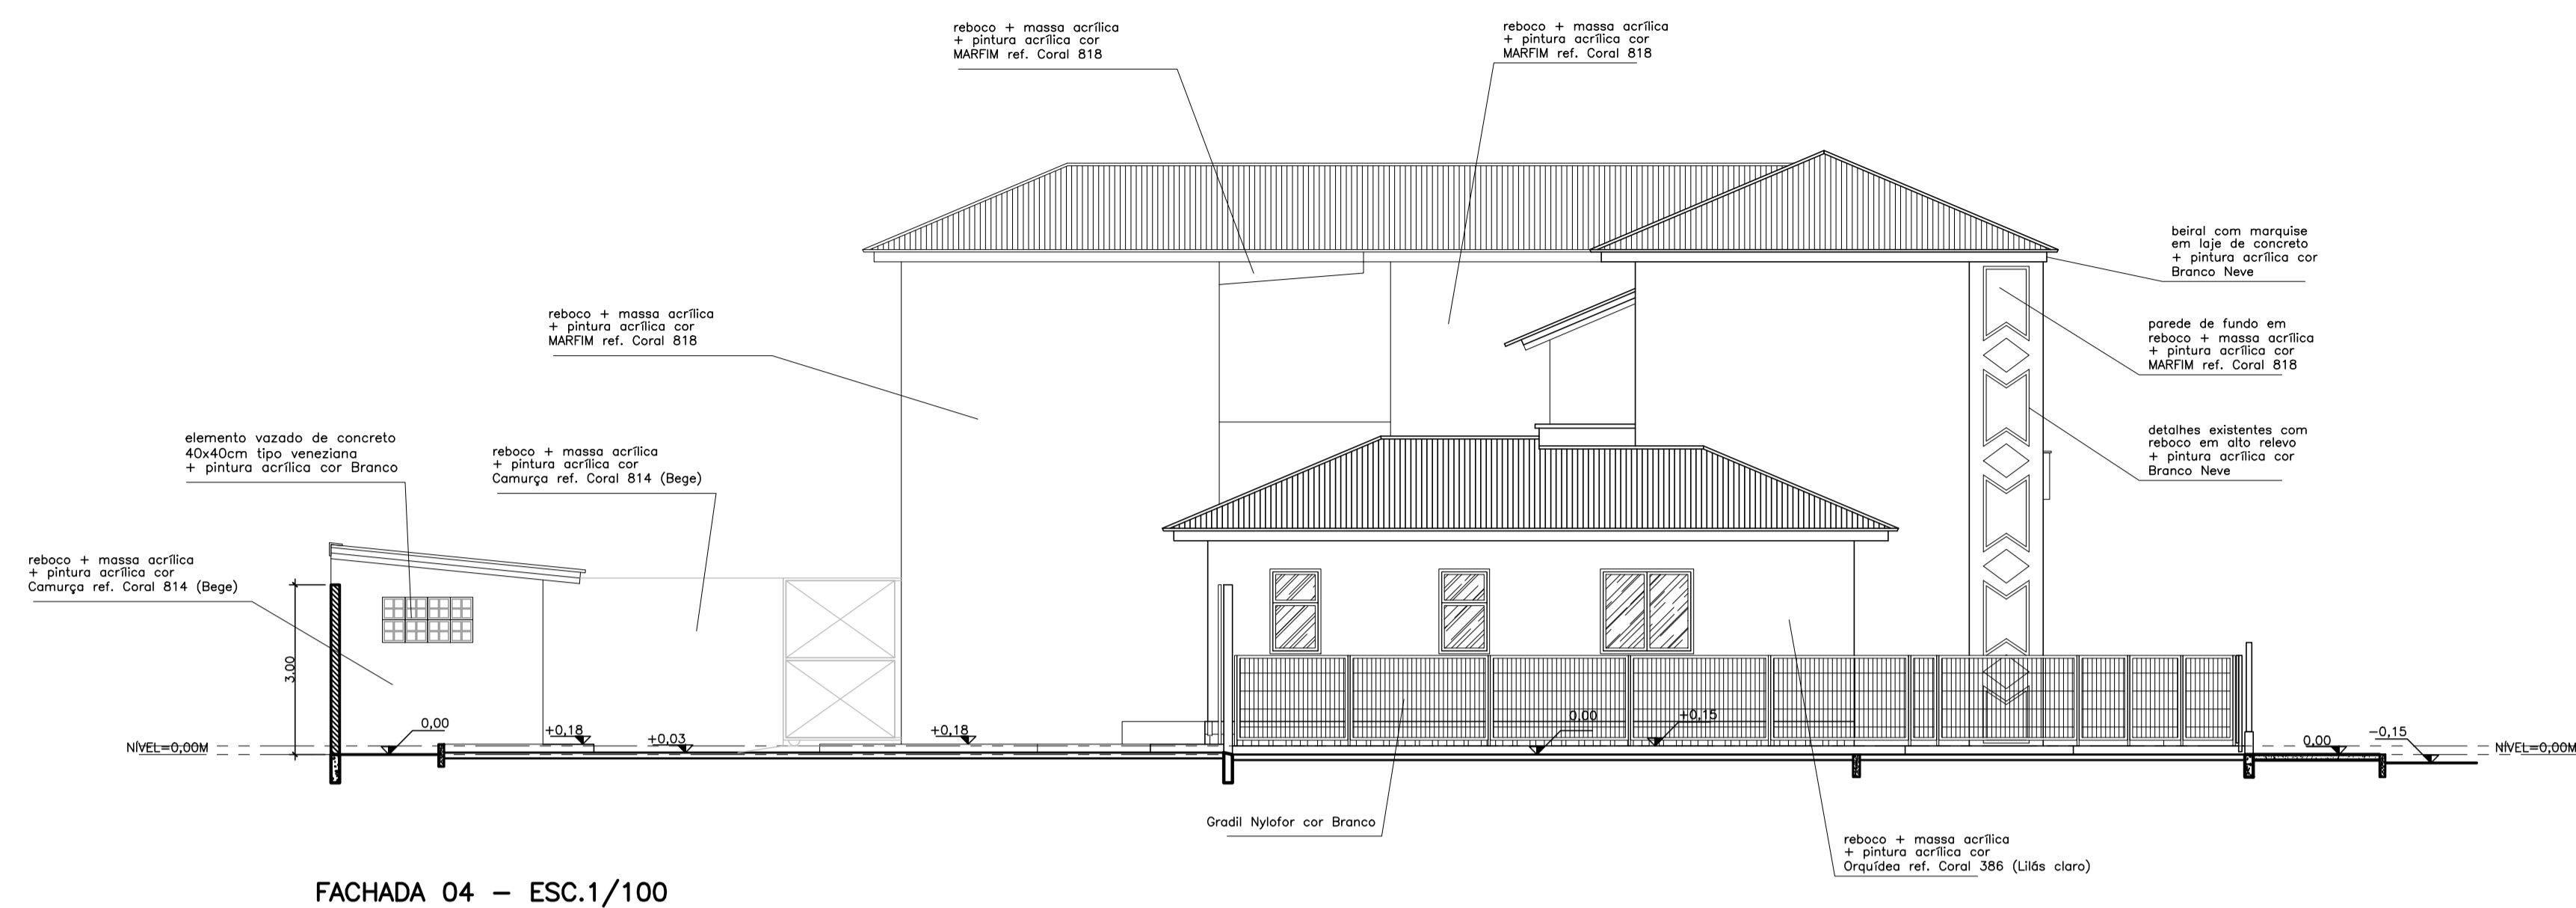 reboco + massa acrílica
+ pintura acrílica cor
MARFIM ref. Coral 818
reboco + massa acrílica
+ pintura acrílica cor
MARFIM ref. Coral 818
beiral com marquise
em laje de concreto
+ pintura acrílica cor
Branco Neve
reboco + massa acrílica
+ pintura acrílica cor
MARFIM ref. Coral 818
parede de fundo em
reboco + massa acrílica
+ pintura acrílica cor
MARFIM ref. Coral 818
elemento vazado de concreto
40x40cm tipo veneziana
+ pintura acrílica cor Branco
reboco + massa acrílica
+ pintura acrílica cor
Camurça ref. Coral 814 (Bege)
detalhes existentes com
reboco em alto relevo
+ pintura acrílica cor
Branco Neve
reboco + massa acrílica
+ pintura acrílica cor
Camurça ref. Coral 814 (Bege)
3.00
NÍVEL=0,00M
0,00
+0,18
+0,03
+0,18
0,00
+0,15
0,00
-0,15
NÍVEL=0,00M
Gradil Nylofor cor Branco
reboco + massa acrílica
+ pintura acrílica cor
Orquídea ref. Coral 386 (Lilás claro)
FACHADA 04 - ESC.1/100